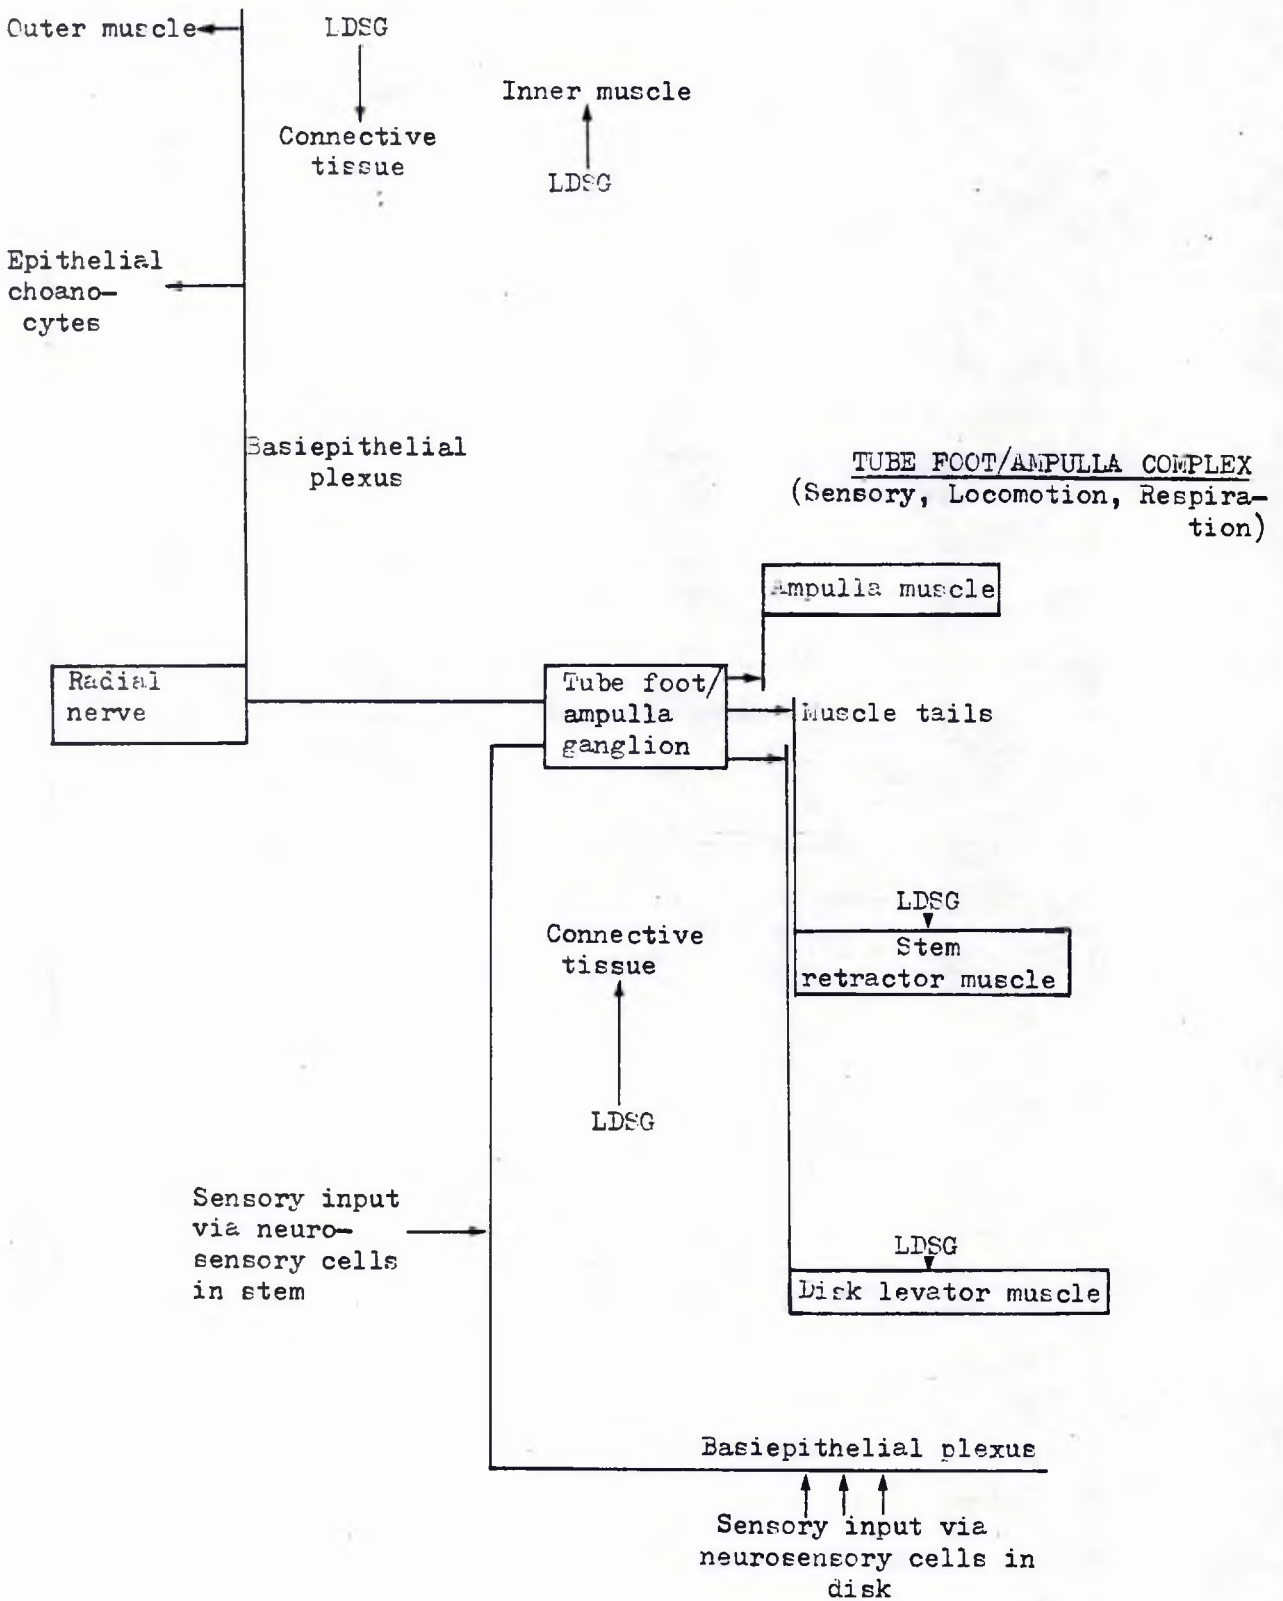 Outer muscle
LDSG
Connective
tissue
Inner muscle
LDSG
Epithelial
choano-
cytes
Basiepithelial
plexus
TUBE FOOT/AMPULLA COMPLEX
(Sensory, Locomotion, Respira-
tion)
Ampulla muscle
Radial
nerve
Tube foot/
ampulla
ganglion
Muscle tails
LDSG
Stem
retractor muscle
Connective
tissue
LDSG
Sensory input
via neuro-
sensory cells
in stem
LDSG
Disk levator muscle
Basiepithelial plexus
Sensory input via
neurosensory cells in
disk